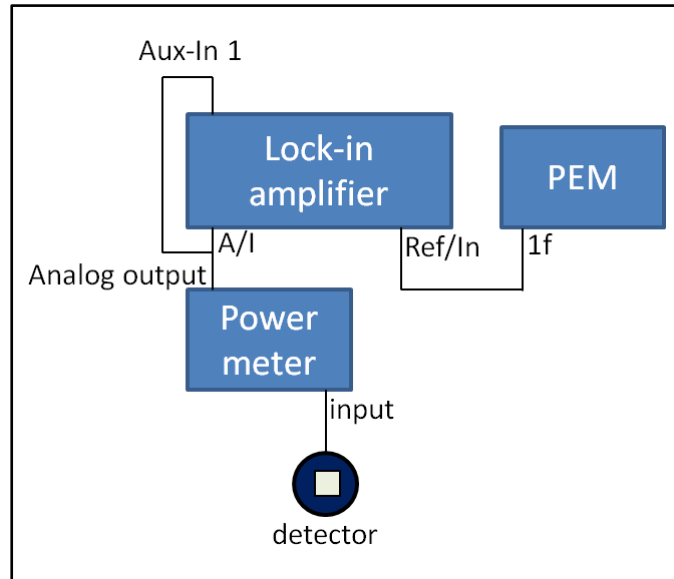 Aux-In 1
Lock-in
amplifier
PEM
A/I
Ref/In
1f
Analog output
Power
meter
input
detector